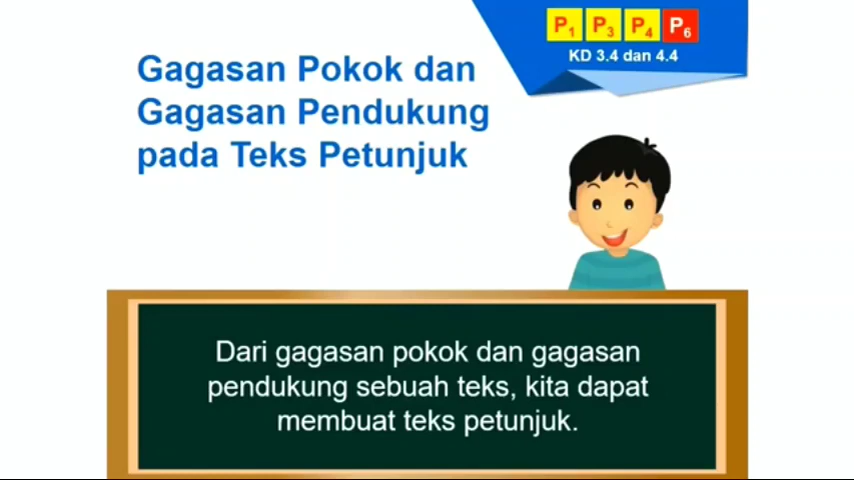 P1 P3 P4 P6
KD 3.4 dan 4.4
Gagasan Pokok dan
Gagasan Pendukung
pada Teks Petunjuk
Dari gagasan pokok dan gagasan
pendukung sebuah teks, kita dapat
membuat teks petunjuk.